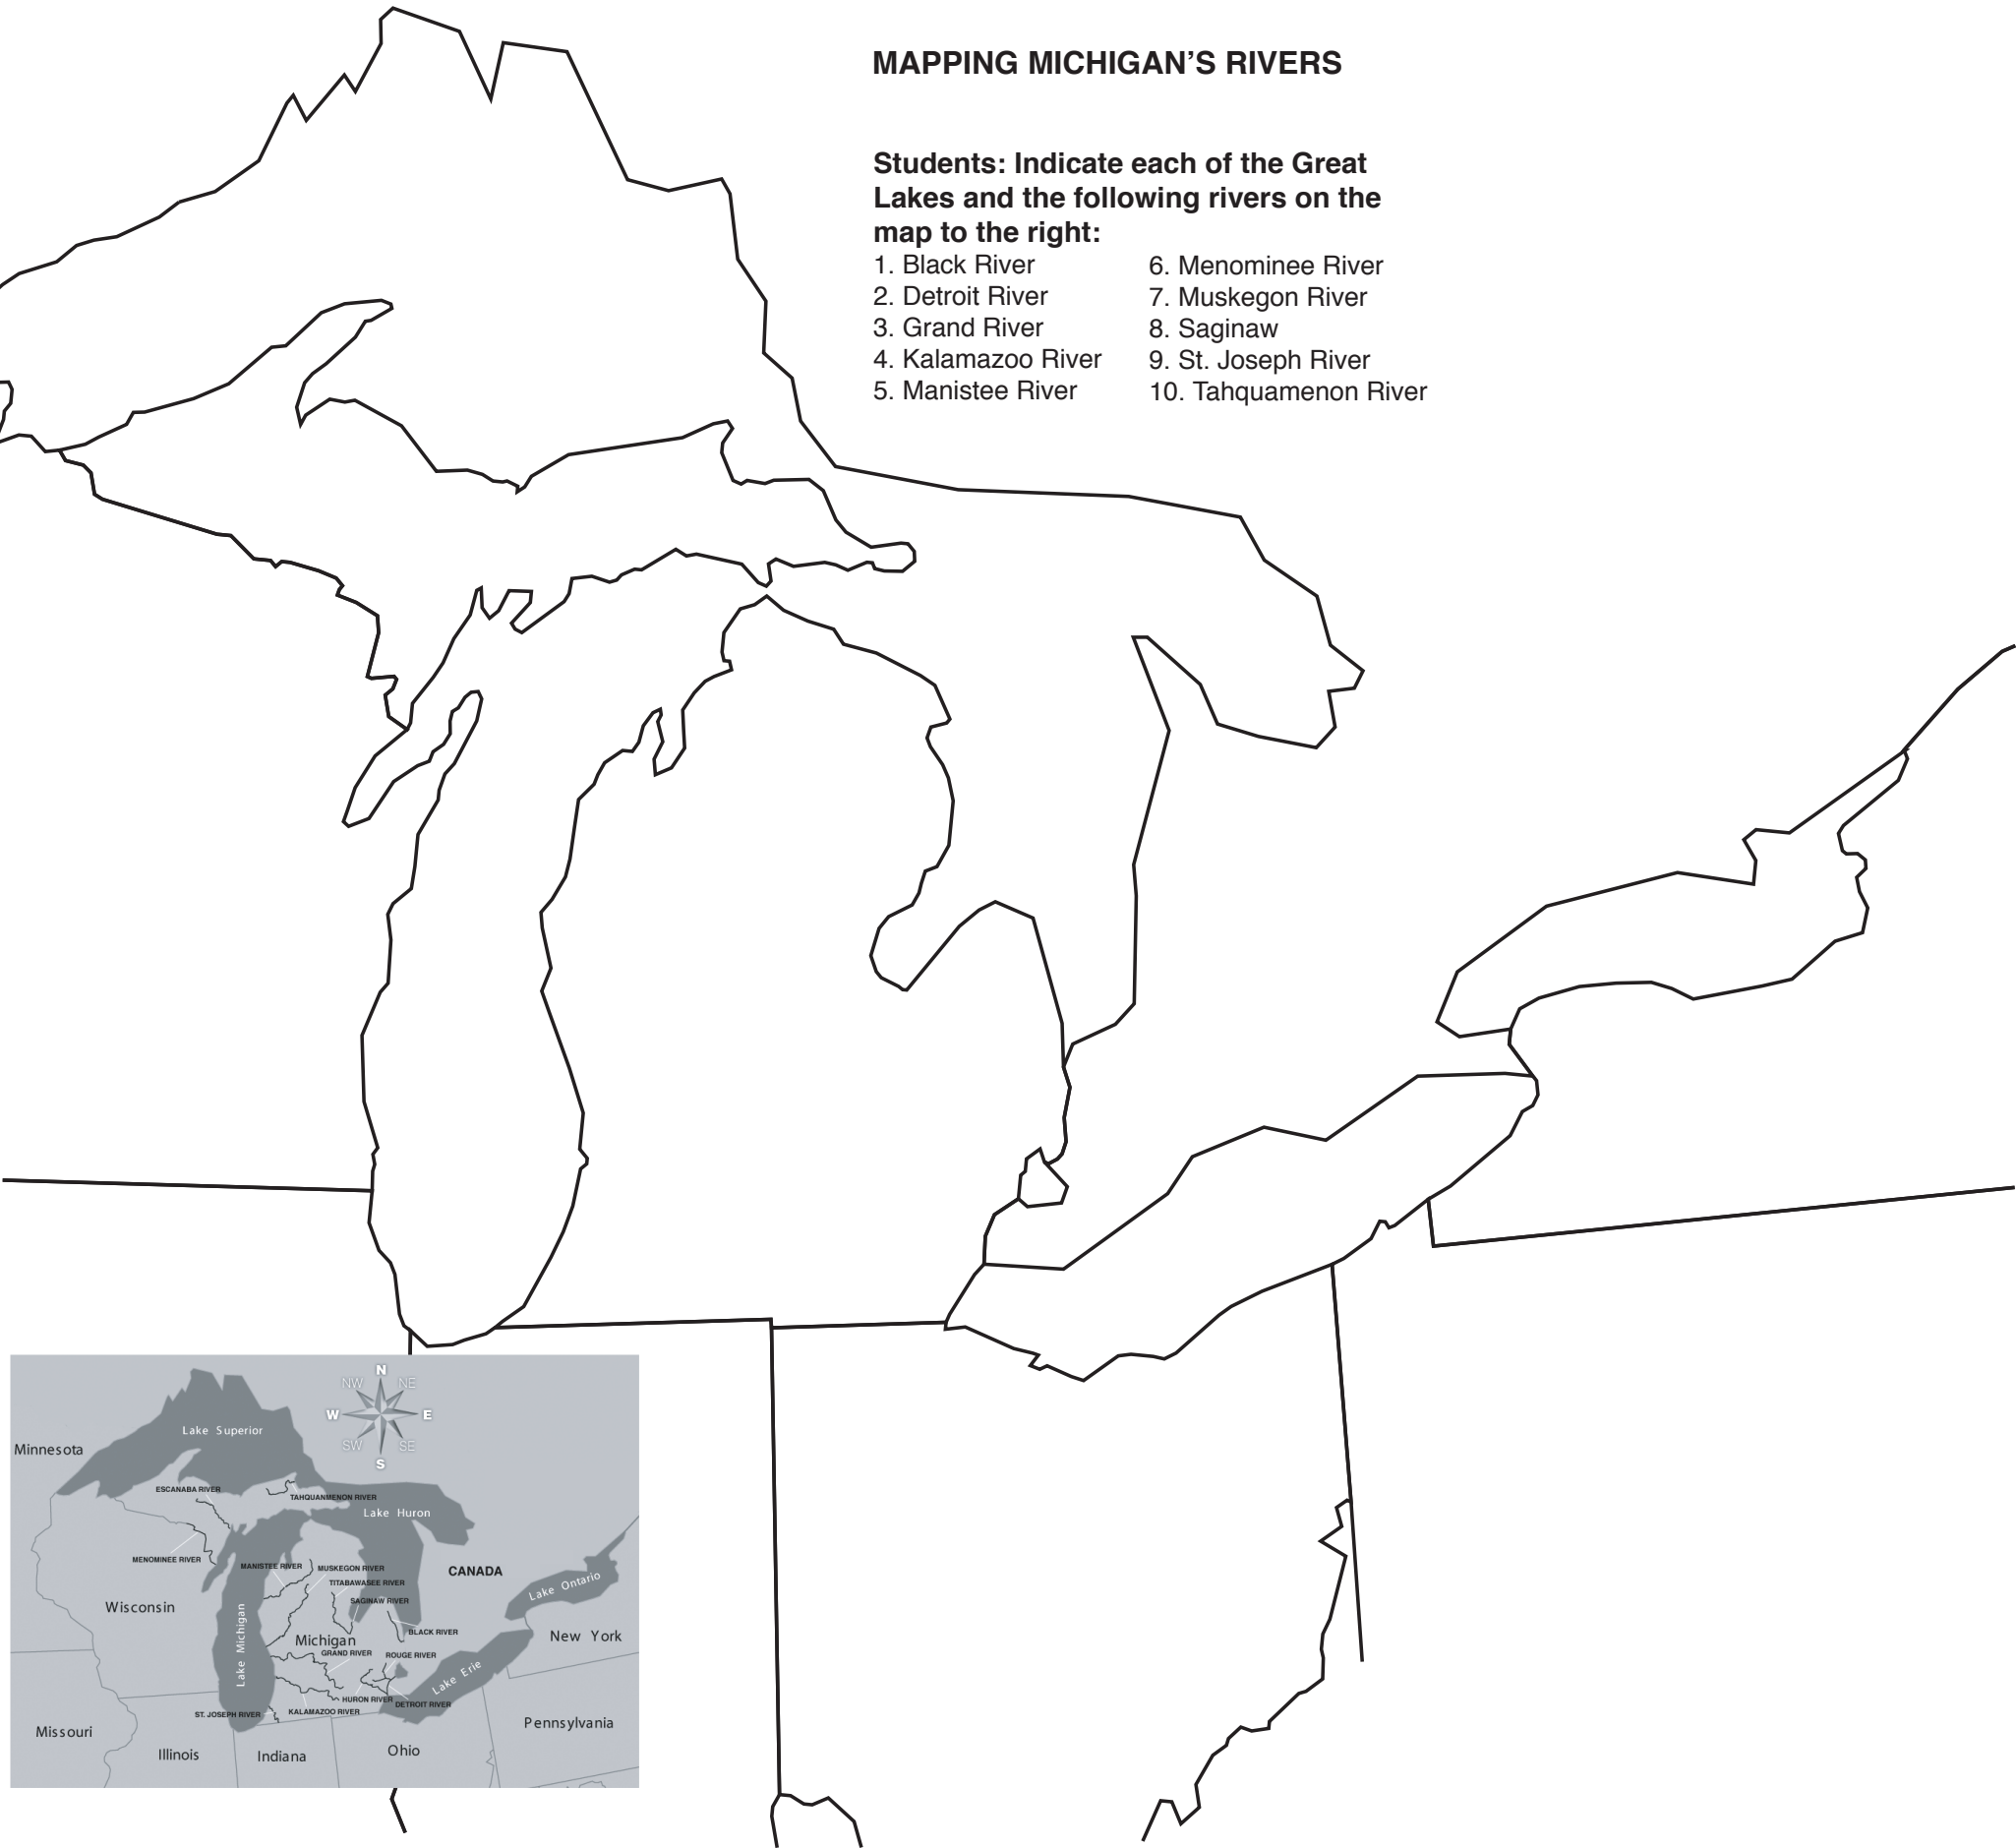 MAPPING MICHIGAN’S RIVERS
Students: Indicate each of the Great
Lakes and the following rivers on the
map to the right:
1. Black River
2. Detroit River
3. Grand River
4. Kalamazoo River
5. Manistee River
6. Menominee River
7. Muskegon River
8. Saginaw
9. St. Joseph River
10. Tahquamenon River
N
NW NE
W E
SW SE
S
Lake Superior
Minnesota
ESCANABA RIVER
TAHQUANMENON RIVER
Lake Huron
MENOMINEE RIVER
MANISTEE RIVER
MUSKEGON RIVER
CANADA
TITABAWASEE RIVER
Lake Ontario
SAGINAW RIVER
Wisconsin
Lake Michigan
BLACK RIVER
New York
Michigan
GRAND RIVER
ROUGE RIVER
Lake Erie
HURON RIVER
DETROIT RIVER
KALAMAZOO RIVER
ST. JOSEPH RIVER
Pennsylvania
Missouri
Illinois
Indiana
Ohio